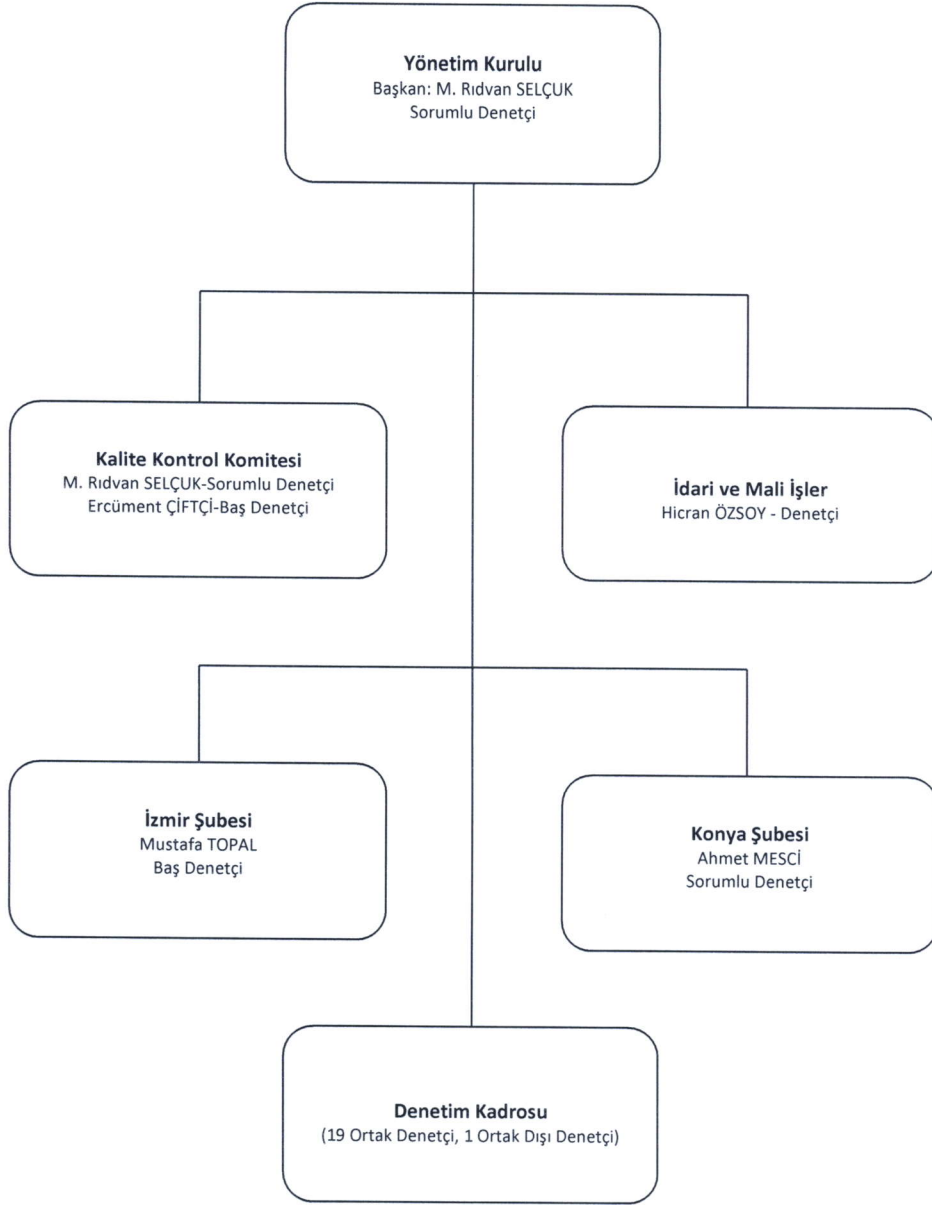 Yönetim Kurulu
Başkan: M. Rıdvan SELÇUK
Sorumlu Denetçi
Kalite Kontrol Komitesi
M. Rıdvan SELÇUK-Sorumlu Denetçi
Ercüment ÇİFTÇİ-Baş Denetçi
İdari ve Mali İşler
Hicran ÖZSOY - Denetçi
İzmir Şubesi
Mustafa TOPAL
Baş Denetçi
Konya Şubesi
Ahmet MESCİ
Sorumlu Denetçi
Denetim Kadrosu
(19 Ortak Denetçi, 1 Ortak Dışı Denetçi)